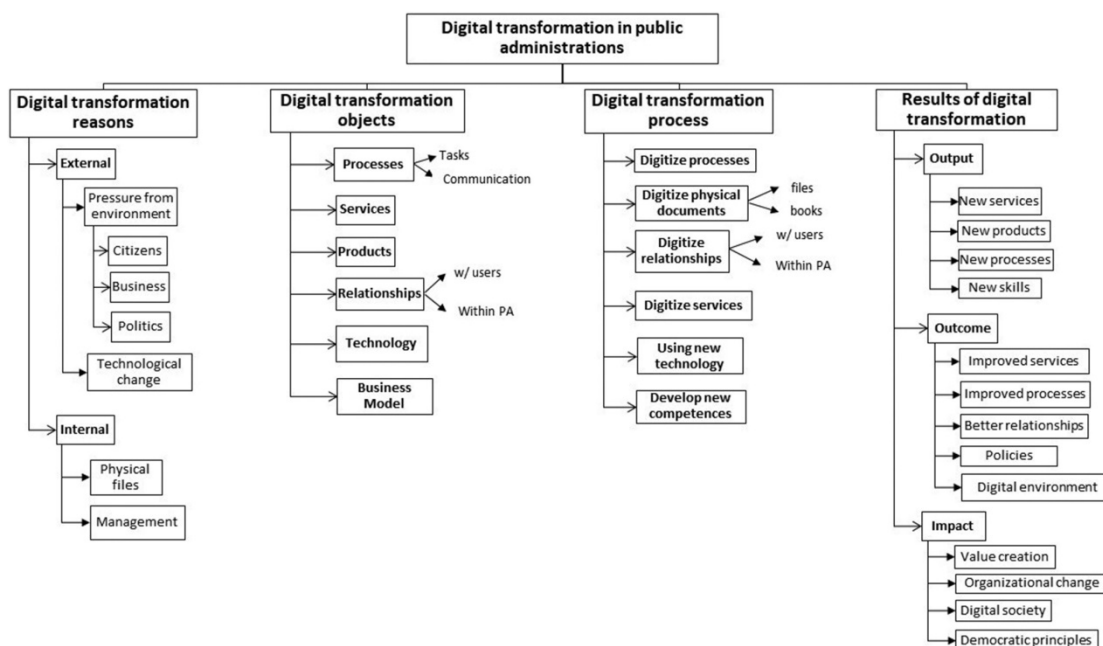 Digital transformation in public
administrations
Digital transformation
reasons
External
Pressure from
environment
Citizens
Business
Politics
Technological
change
Internal
Physical
files
Management
Digital transformation
objects
Processes
Tasks
Communication
Services
Products
Relationships
w/ users
Within PA
Technology
Business
Model
Digital transformation
process
Digitize processes
Digitize physical
documents
files
books
Digitize
relationships
w/ users
Within PA
Digitize services
Using new
technology
Develop new
competences
Results of digital
transformation
Output
New services
New products
New processes
New skills
Outcome
Improved services
Improved processes
Better relationships
Policies
Digital environment
Impact
Value creation
Organizational change
Digital society
Democratic principles